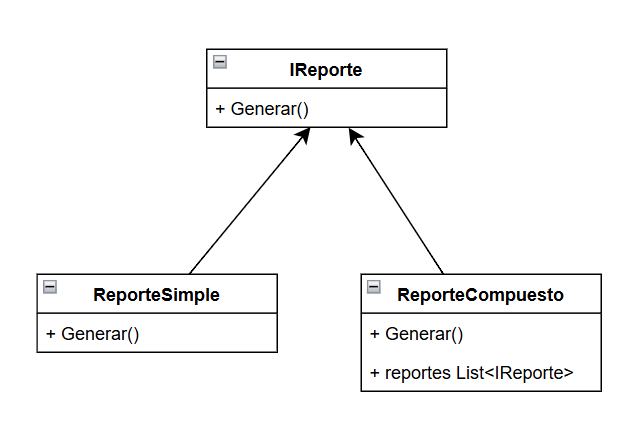 IReporte
+ Generar()
ReporteSimple
+ Generar()
ReporteCompuesto
+ Generar()
+ reportes List<IReporte>